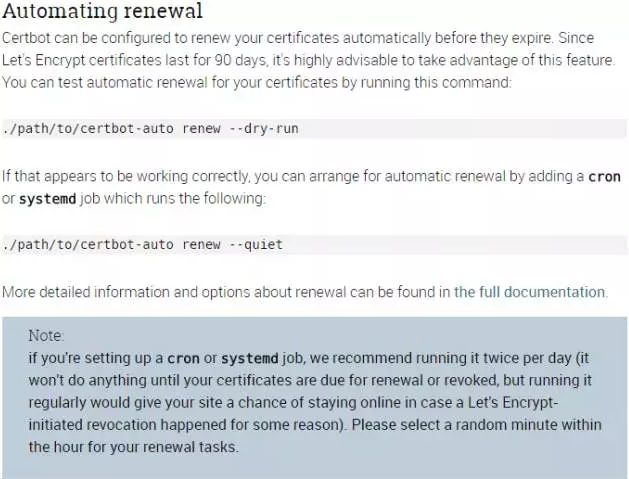 Automating renewal
Certbot can be configured to renew your certificates automatically before they expire. Since
Let's Encrypt certificates last for 90 days, it's highly advisable to take advantage of this feature.
You can test automatic renewal for your certificates by running this command:
./path/to/certbot-auto renew --dry-run
If that appears to be working correctly, you can arrange for automatic renewal by adding a cron
or systemd job which runs the following:
./path/to/certbot-auto renew --quiet
More detailed information and options about renewal can be found in the full documentation.
Note:
if you're setting up a cron or systemd job, we recommend running it twice per day (it
won't do anything until your certificates are due for renewal or revoked, but running it
regularly would give your site a chance of staying online in case a Let's Encrypt-
initiated revocation happened for some reason). Please select a random minute within
the hour for your renewal tasks.